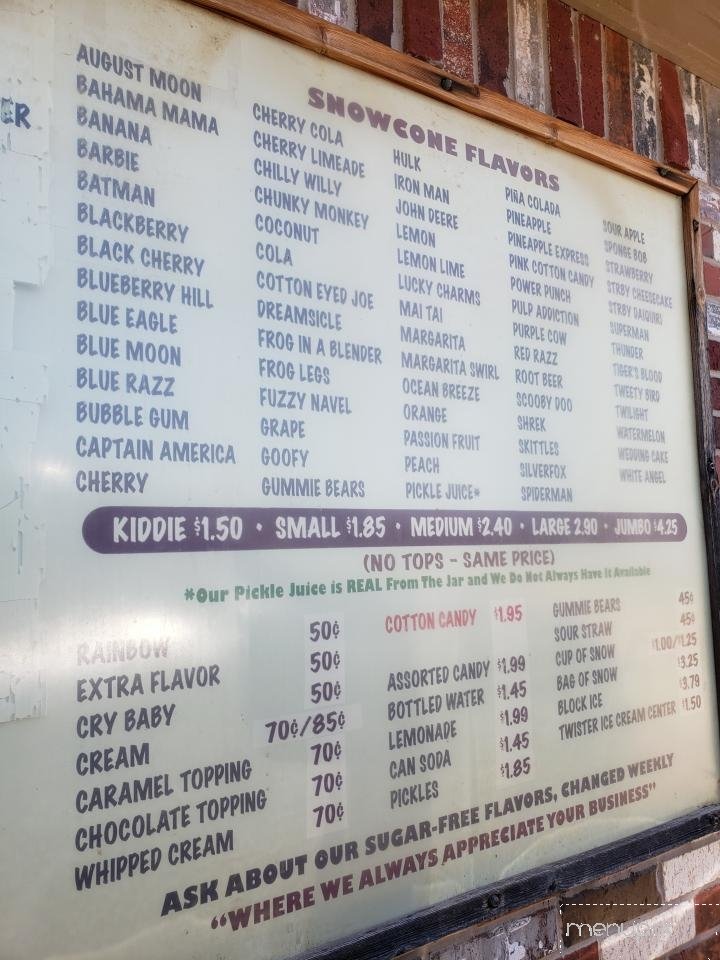 ER
SNOWCONE FLAVORS
AUGUST MOON
BAHAMA MAMA
BANANA
BARBIE
BATMAN
BLACKBERRY
BLACK CHERRY
BLUEBERRY HILL
BLUE EAGLE
BLUE MOON
BLUE RAZZ
BUBBLE GUM
CAPTAIN AMERICA
CHERRY
CHERRY COLA
CHERRY LIMEADE
CHILLY WILLY
CHUNKY MONKEY
COCONUT
COLA
COTTON EYED JOE
DREAMSICLE
FROG IN A BLENDER
FROG LEGS
FUZZY NAVEL
GRAPE
GOOFY
GUMMIE BEARS
HULK
IRON MAN
JOHN DEERE
LEMON
LEMON LIME
LUCKY CHARMS
MAI TAI
MARGARITA
MARGARITA SWIRL
OCEAN BREEZE
ORANGE
PASSION FRUIT
PEACH
PICKLE JUICE*
PIÑA COLADA
PINEAPPLE
PINEAPPLE EXPRESS
PINK COTTON CANDY
POWER PUNCH
PULP ADDICTION
PURPLE COW
RED RAZZ
ROOT BEER
SCOOBY DOO
SHREK
SKITTLES
SILVERFOX
SPIDERMAN
SOUR APPLE
SPONGE BOB
STRAWBERRY
STRBY CHEESECAKE
STRBY DAIQUIRI
SUPERMAN
THUNDER
TIGER'S BLOOD
TWEETY BIRD
TWILIGHT
WATERMELON
WEDDING CAKE
WHITE ANGEL
KIDDIE $1.50 • SMALL $1.85 • MEDIUM $2.40 • LARGE 2.90 • JUMBO $4.25
(NO TOPS - SAME PRICE)
*Our Pickle Juice is REAL From The Jar and We Do Not Always Have It Available
RAINBOW 50¢
EXTRA FLAVOR 50¢
CRY BABY 50¢
CREAM 70¢/85¢
CARAMEL TOPPING 70¢
CHOCOLATE TOPPING 70¢
WHIPPED CREAM 70¢
COTTON CANDY $1.95
ASSORTED CANDY $1.99
BOTTLED WATER $1.45
LEMONADE $1.99
CAN SODA $1.45
PICKLES $1.85
GUMMIE BEARS 45¢
SOUR STRAW 45¢
CUP OF SNOW $1.00/$1.25
BAG OF SNOW $3.25
BLOCK ICE $3.79
TWISTER ICE CREAM CENTER $1.50
ASK ABOUT OUR SUGAR-FREE FLAVORS, CHANGED WEEKLY
"WHERE WE ALWAYS APPRECIATE YOUR BUSINESS"